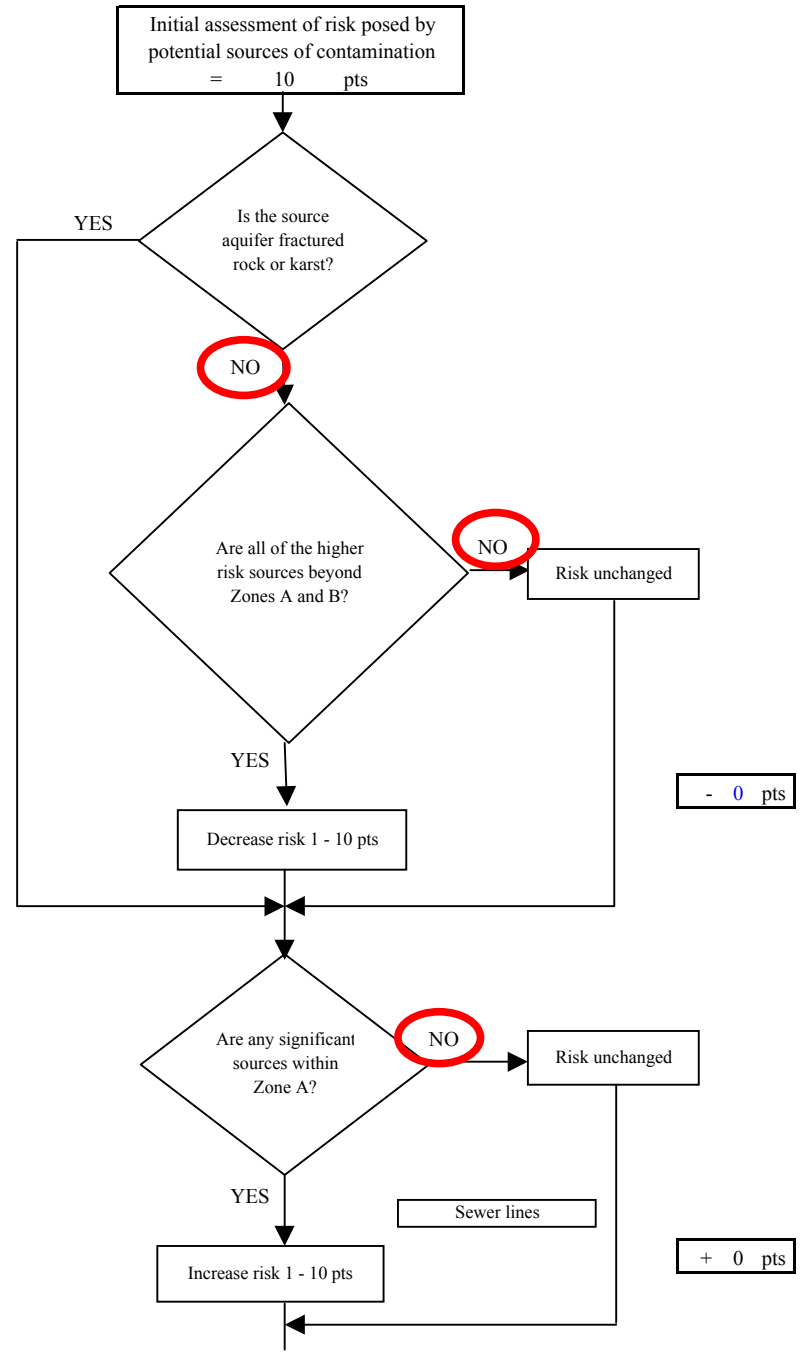 Initial assessment of risk posed by
potential sources of contamination
= 10 pts
YES
Is the source
aquifer fractured
rock or karst?
NO
Are all of the higher
risk sources beyond
Zones A and B?
NO
Risk unchanged
YES
- 0 pts
Decrease risk 1 - 10 pts
Are any significant
sources within
Zone A?
NO
Risk unchanged
YES
Sewer lines
+ 0 pts
Increase risk 1 - 10 pts